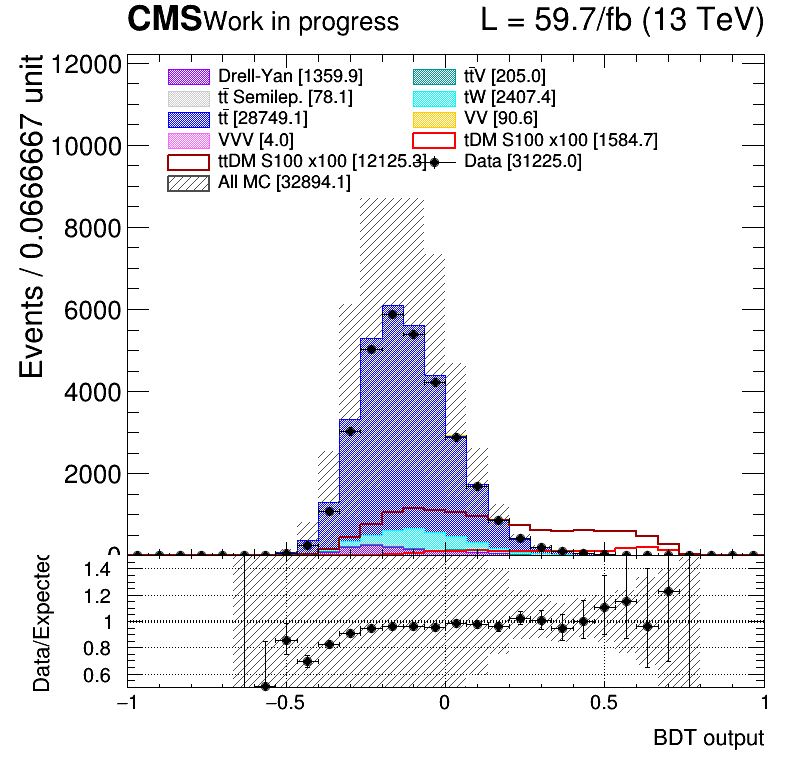 CMS Work in progress L = 59.7/fb (13 TeV)
Events / 0.0666667 unit
12000
10000
8000
6000
4000
2000
0
Drell-Yan [1359.9] tt̄V [205.0]
tt̄ Semilep. [78.1] tW [2407.4]
tt̄ [28749.1] VV [90.6]
VVV [4.0] tDM S100 x100 [1584.7]
ttDM S100 x100 [12125.3] Data [31225.0]
All MC [32894.1]
Data/Expected
1.4
1.2
1
0.8
0.6
−1 −0.5 0 0.5 1
BDT output